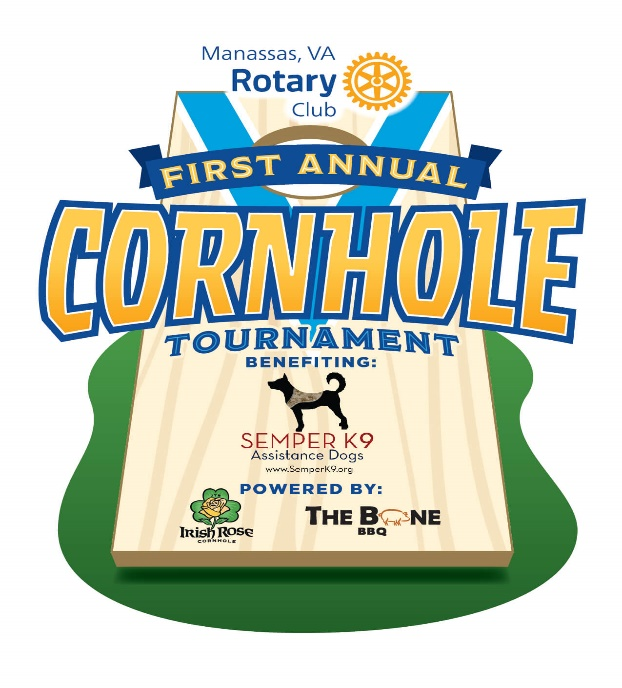 Manassas, VA
Rotary
Club
FIRST ANNUAL
CORNHOLE
TOURNAMENT
BENEFITING:
SEMPER K9
Assistance Dogs
www.SemperK9.org
POWERED BY:
IRISH ROSE
CORNHOLE
THE BONE
BBQ